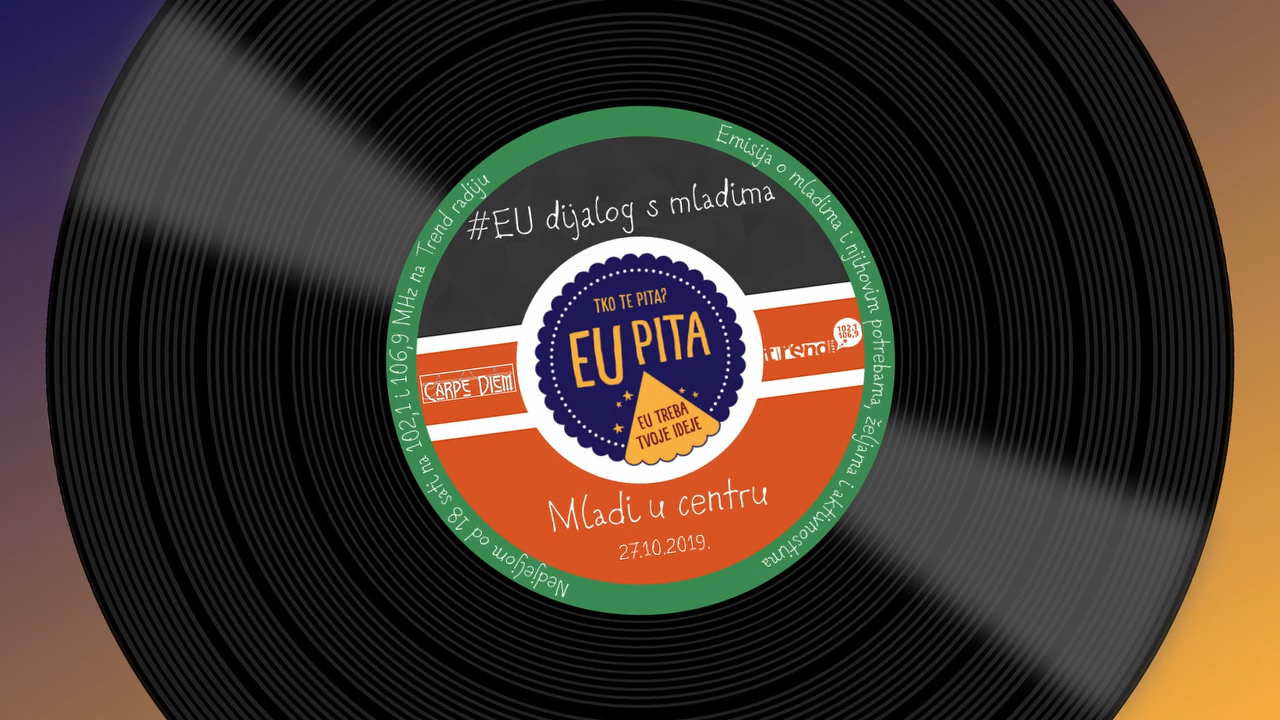 Emisija o mladima i njihovim potrebama, željama i aktivnostima
Nedjeljom od 18 sati na 102,1 i 106,9 MHz na Trend radiju
#EU dijalog s mladima
TKO TE PITA?
EU PITA
EU TREBA
TVOJE IDEJE
CARPE DIEM
trend
102.1
106.9
Mladi u centru
27.10.2019.